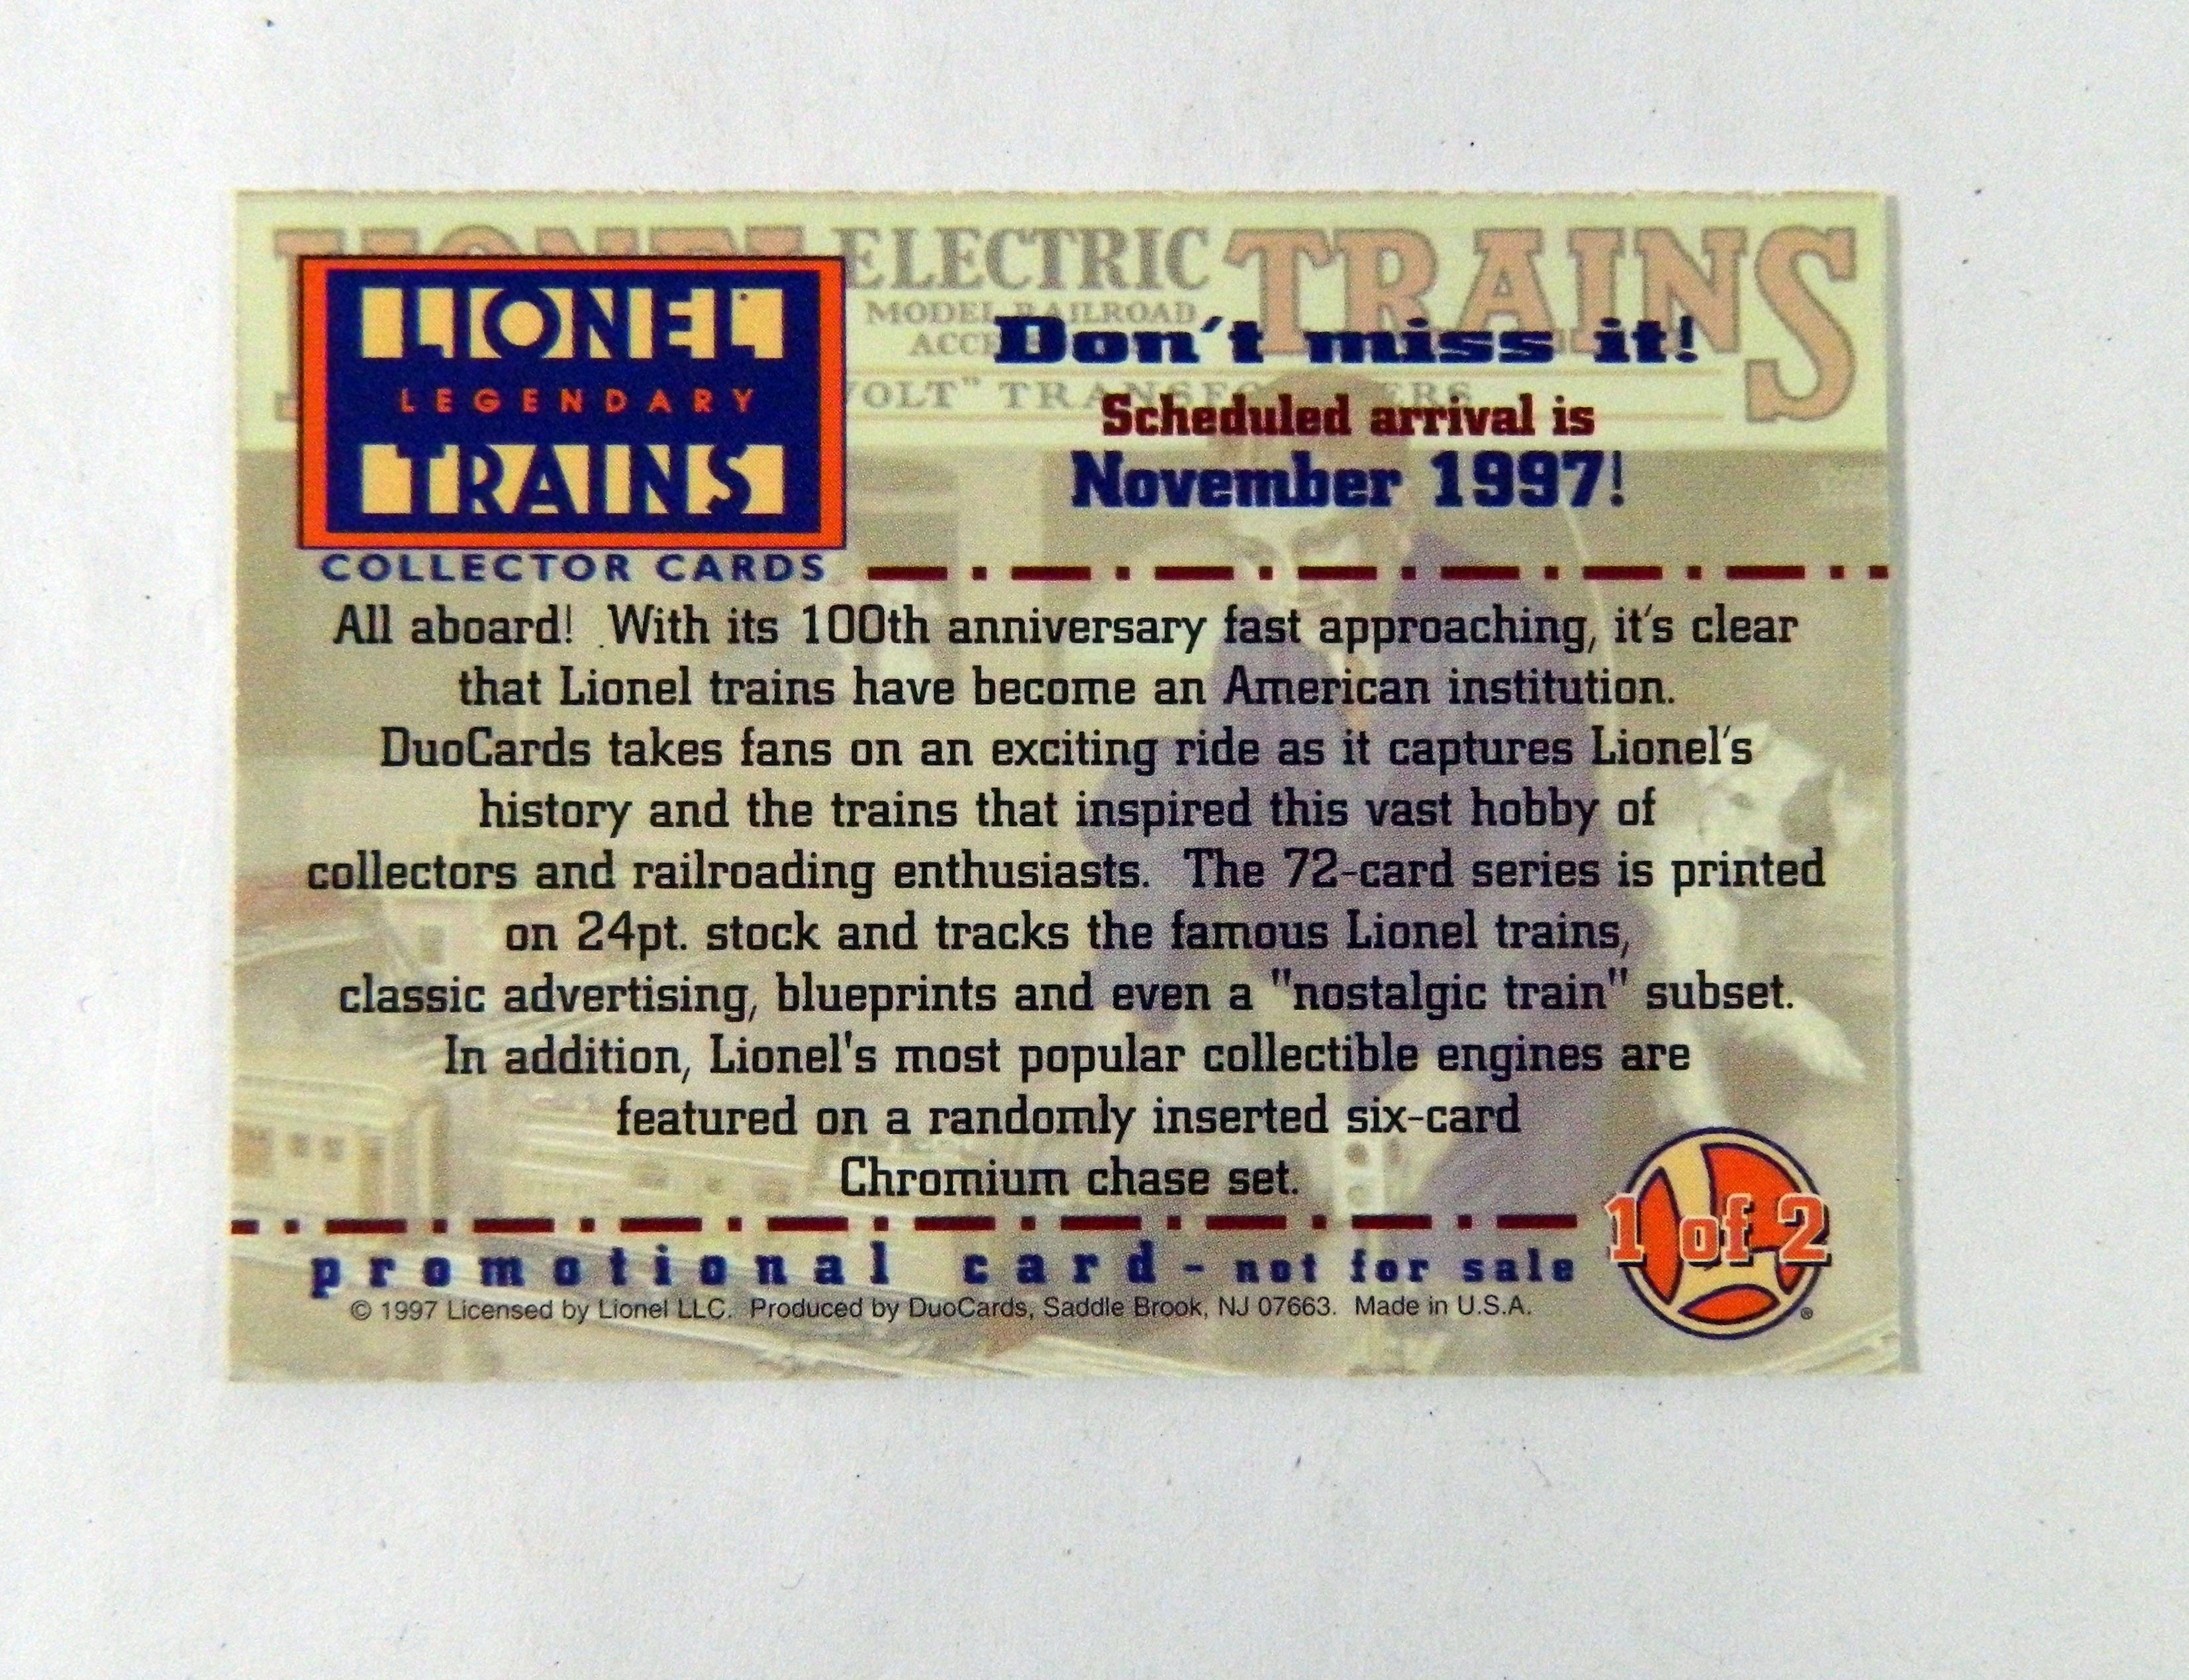 ELECTRIC TRAINS
MODEL RAILROAD
LIONEL
LEGENDARY
TRAINS
COLLECTOR CARDS
Don't miss it!
Scheduled arrival is
November 1997!
All aboard! With its 100th anniversary fast approaching, it's clear
that Lionel trains have become an American institution.
DuoCards takes fans on an exciting ride as it captures Lionel's
history and the trains that inspired this vast hobby of
collectors and railroading enthusiasts. The 72-card series is printed
on 24pt. stock and tracks the famous Lionel trains,
classic advertising, blueprints and even a "nostalgic train" subset.
In addition, Lionel's most popular collectible engines are
featured on a randomly inserted six-card
Chromium chase set.
promotional card - not for sale
1 of 2
© 1997 Licensed by Lionel LLC. Produced by DuoCards, Saddle Brook, NJ 07663. Made in U.S.A.